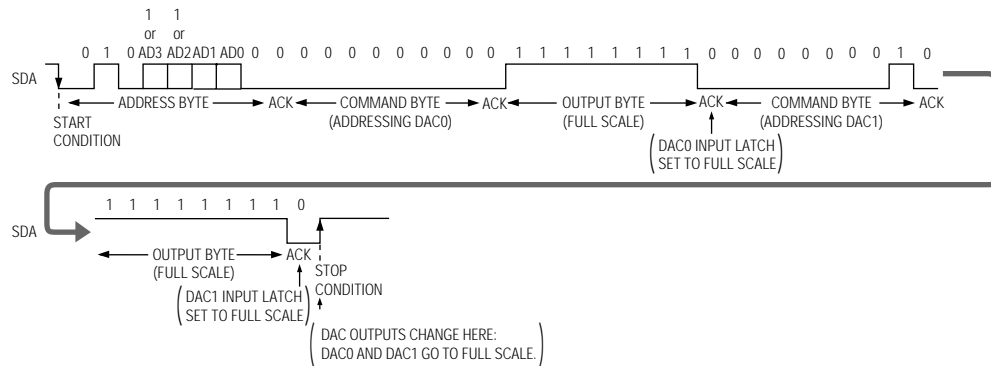 1 1
or or
0 1 0 AD3 AD2 AD1 AD0 0 0 0 0 0 0 0 0 0 0 0 1 1 1 1 1 1 1 1 0 0 0 0 0 0 0 0 1 0
SDA
ADDRESS BYTE ACK COMMAND BYTE ACK OUTPUT BYTE ACK COMMAND BYTE ACK
(ADDRESSING DAC0) (FULL SCALE) (ADDRESSING DAC1)
START
CONDITION
(DAC0 INPUT LATCH
SET TO FULL SCALE)
1 1 1 1 1 1 1 1 0
SDA
OUTPUT BYTE ACK
(FULL SCALE)
STOP
CONDITION
(DAC1 INPUT LATCH
SET TO FULL SCALE)
(DAC OUTPUTS CHANGE HERE:
DAC0 AND DAC1 GO TO FULL SCALE.)